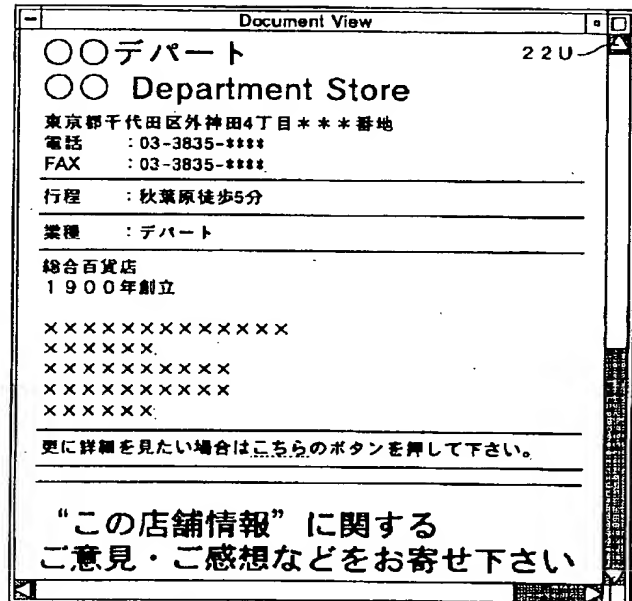 Document View
○○デパート
22U
○○ Department Store
東京都千代田区外神田4丁目＊＊＊番地
電話 : 03-3835-****
FAX : 03-3835-****
行程 : 秋葉原徒歩5分
業種 : デパート
総合百貨店
1900年創立
×××××××××××××
××××××
××××××××××
××××××××××
××××××
更に詳細を見たい場合はこちらのボタンを押して下さい。
“この店舗情報”に関する
ご意見・ご感想などをお寄せ下さい